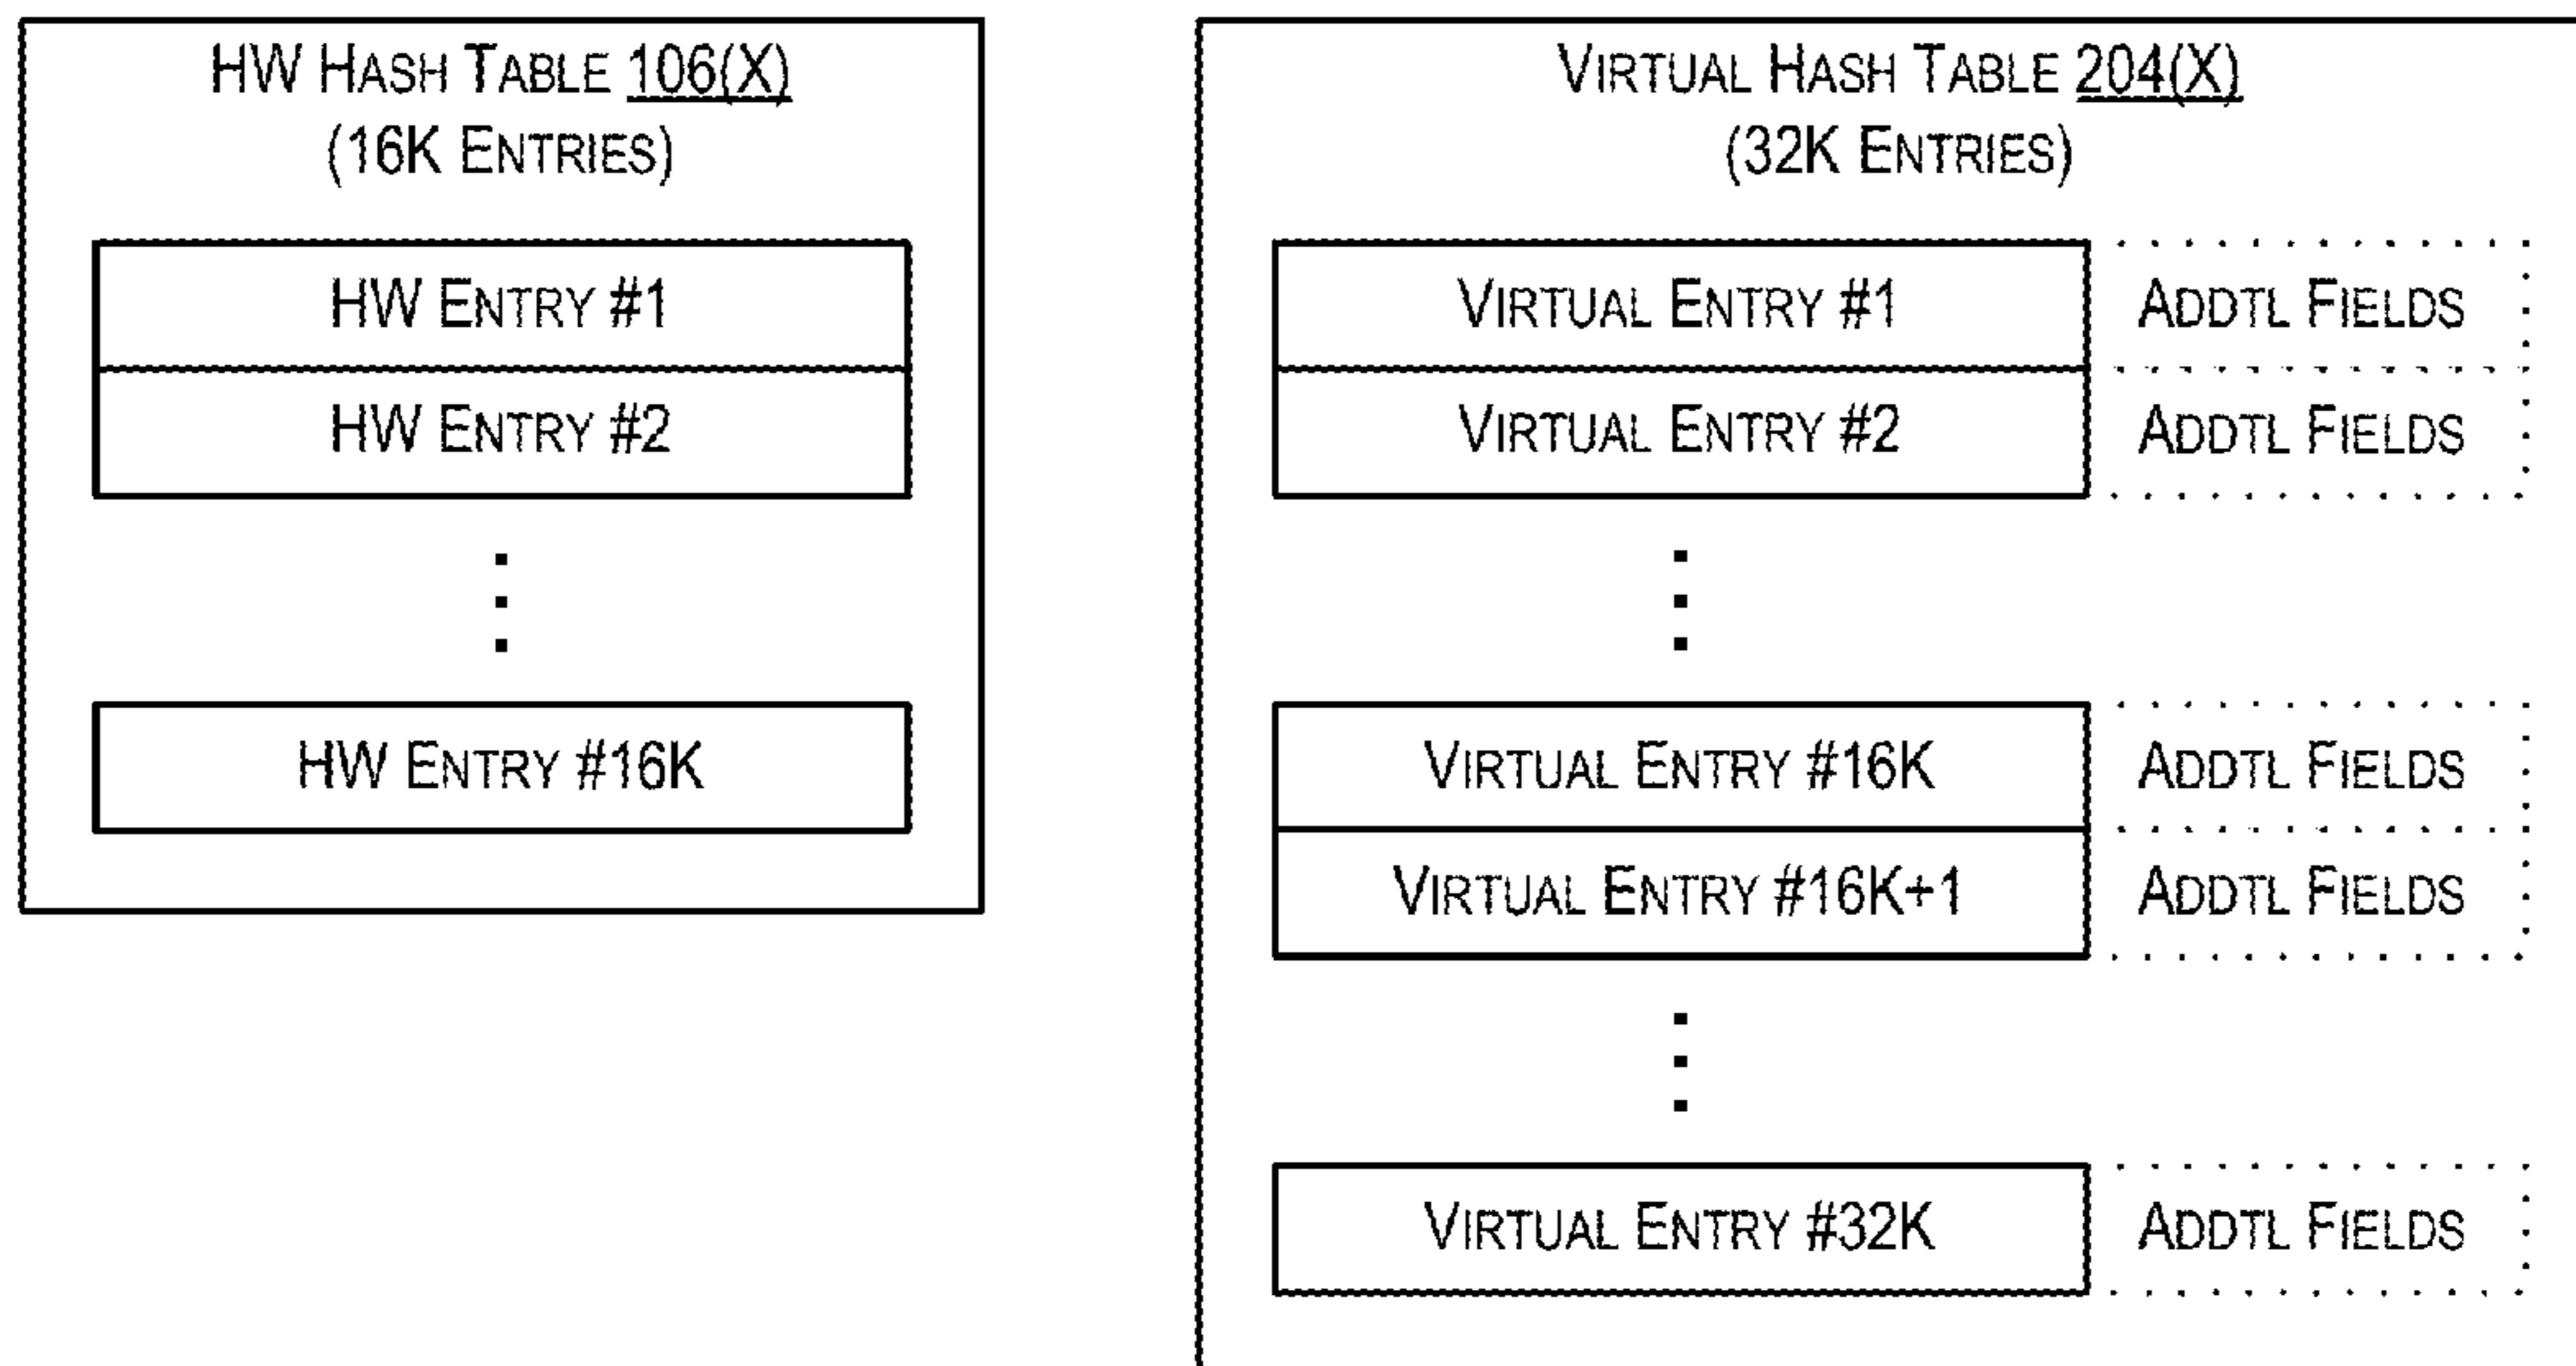 HW HASH TABLE 106(X)
(16K ENTRIES)
HW ENTRY #1
HW ENTRY #2
HW ENTRY #16K
VIRTUAL HASH TABLE 204(X)
(32K ENTRIES)
VIRTUAL ENTRY #1 ADDTL FIELDS
VIRTUAL ENTRY #2 ADDTL FIELDS
VIRTUAL ENTRY #16K ADDTL FIELDS
VIRTUAL ENTRY #16K+1 ADDTL FIELDS
VIRTUAL ENTRY #32K ADDTL FIELDS